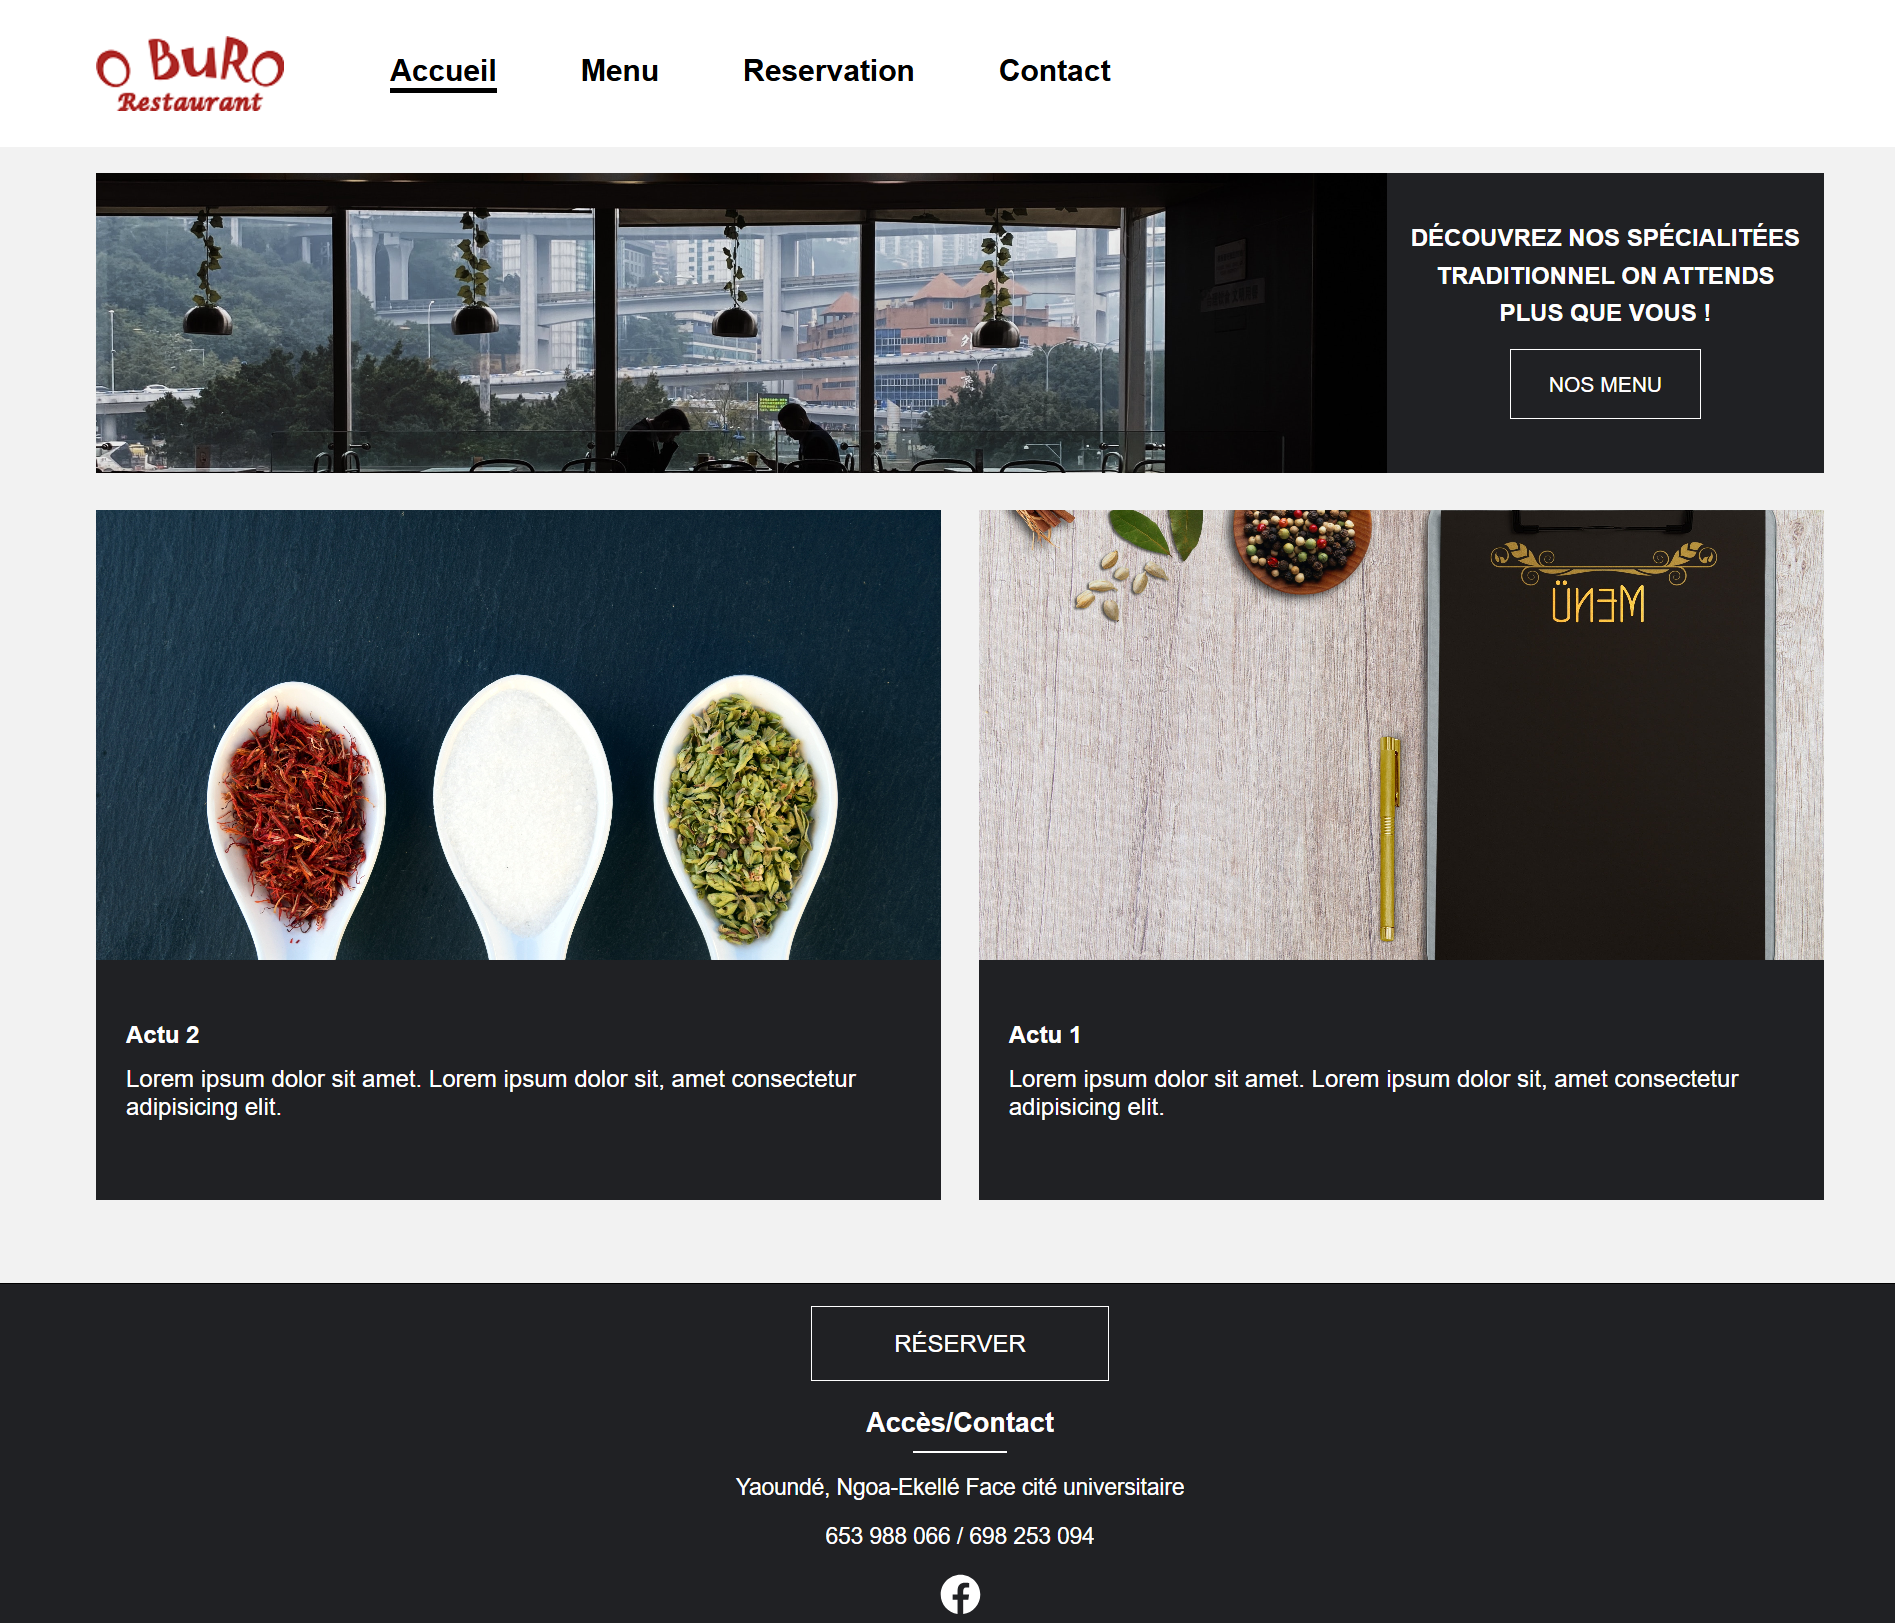 O BuRO
Restaurant
Accueil
Menu
Reservation
Contact
DÉCOUVREZ NOS SPÉCIALITÉES
TRADITIONNEL ON ATTENDS
PLUS QUE VOUS !
NOS MENU
MENÜ
Actu 2
Lorem ipsum dolor sit amet. Lorem ipsum dolor sit, amet consectetur
adipisicing elit.
Actu 1
Lorem ipsum dolor sit amet. Lorem ipsum dolor sit, amet consectetur
adipisicing elit.
RÉSERVER
Accès/Contact
Yaoundé, Ngoa-Ekellé Face cité universitaire
653 988 066 / 698 253 094